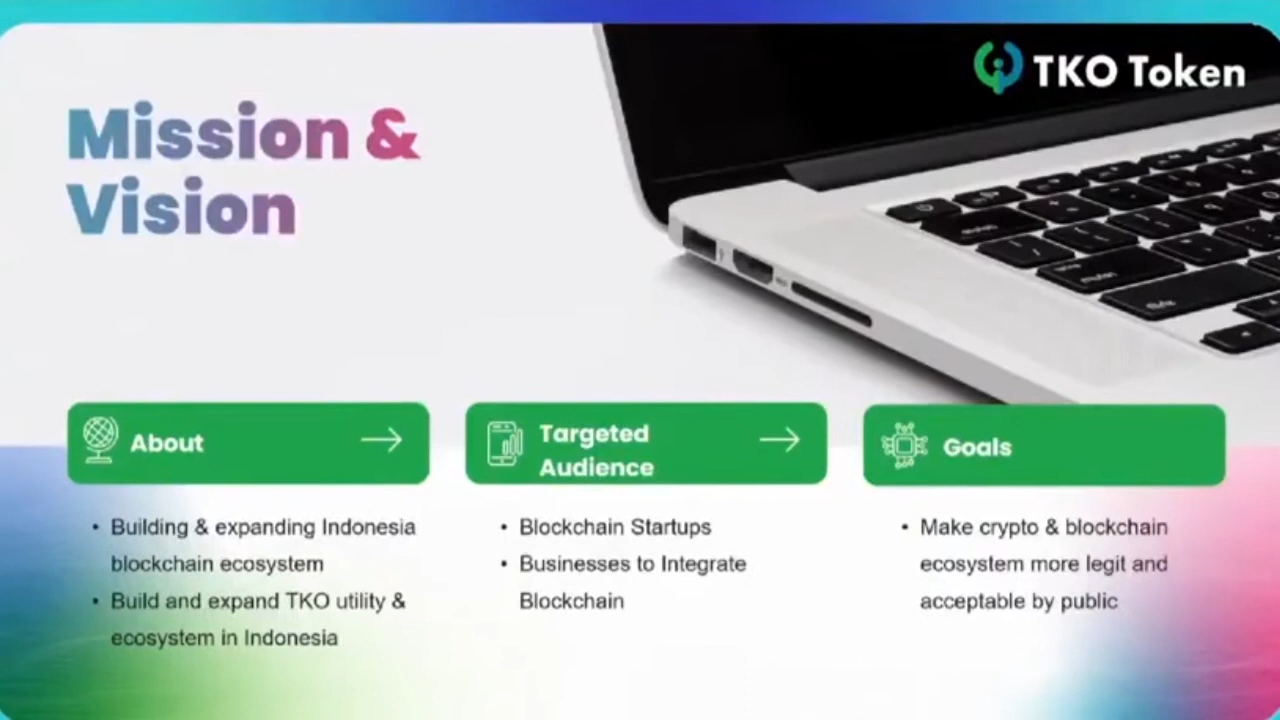 TKO Token
Mission &
Vision
About
• Building & expanding Indonesia
blockchain ecosystem
• Build and expand TKO utility &
ecosystem in Indonesia
Targeted
Audience
• Blockchain Startups
• Businesses to Integrate
Blockchain
Goals
• Make crypto & blockchain
ecosystem more legit and
acceptable by public